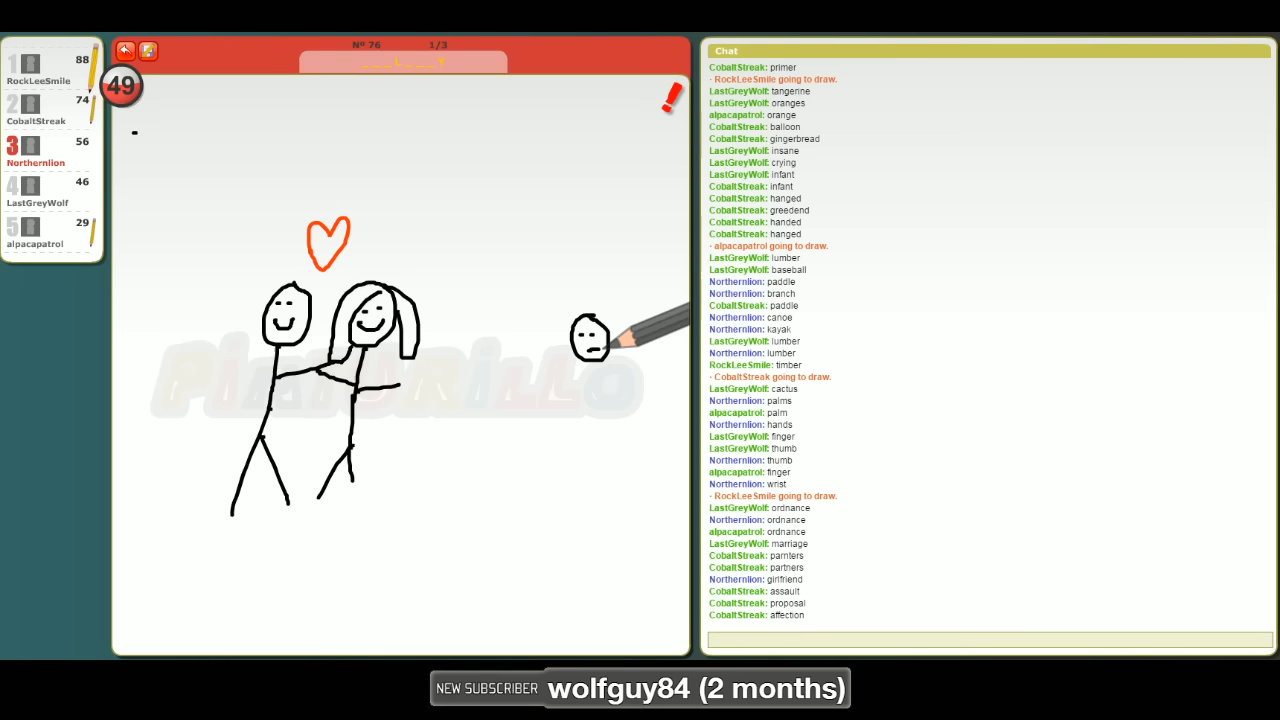 1 88
RockLeeSmile
2 74
CobaltStreak
3 56
Northernlion
4 46
LastGreyWolf
5 29
alpacapatrol
49
Nº 76 1/3
_ _ _ L _ _ _ Y
Chat
CobaltStreak: primer
· RockLeeSmile going to draw.
LastGreyWolf: tangerine
LastGreyWolf: oranges
alpacapatrol: orange
CobaltStreak: balloon
CobaltStreak: gingerbread
LastGreyWolf: insane
LastGreyWolf: crying
LastGreyWolf: infant
CobaltStreak: infant
CobaltStreak: hanged
CobaltStreak: greedend
CobaltStreak: handed
CobaltStreak: hanged
· alpacapatrol going to draw.
LastGreyWolf: lumber
LastGreyWolf: baseball
Northernlion: paddle
Northernlion: branch
CobaltStreak: paddle
Northernlion: canoe
Northernlion: kayak
LastGreyWolf: lumber
Northernlion: lumber
RockLeeSmile: timber
· CobaltStreak going to draw.
LastGreyWolf: cactus
Northernlion: palms
alpacapatrol: palm
Northernlion: hands
LastGreyWolf: finger
LastGreyWolf: thumb
Northernlion: thumb
alpacapatrol: finger
Northernlion: wrist
· RockLeeSmile going to draw.
LastGreyWolf: ordnance
Northernlion: ordnance
alpacapatrol: ordnance
LastGreyWolf: marriage
CobaltStreak: parnters
CobaltStreak: partners
Northernlion: girlfriend
CobaltStreak: assault
CobaltStreak: proposal
CobaltStreak: affection
NEW SUBSCRIBER wolfguy84 (2 months)